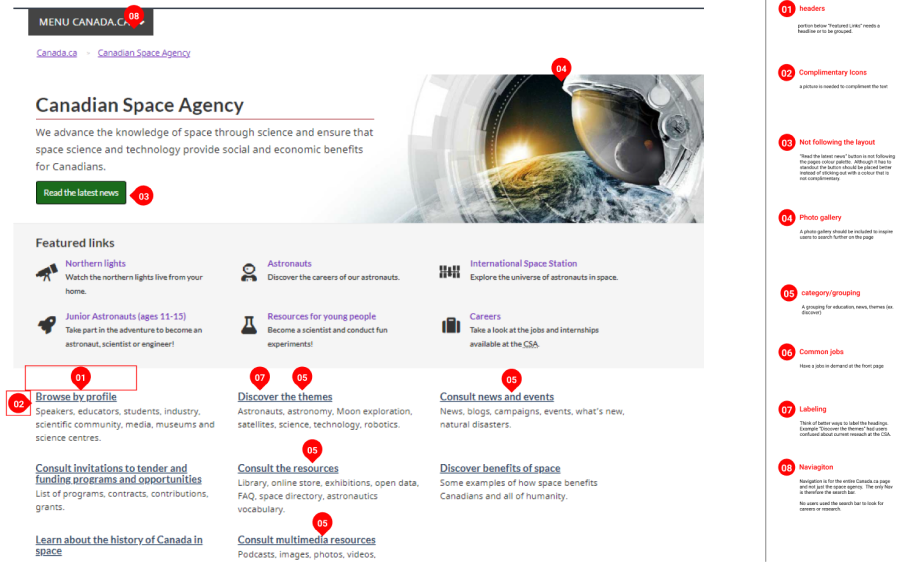 MENU CANADA.CA
08
Canada.ca
Canadian Space Agency
04
Canadian Space Agency
We advance the knowledge of space through science and ensure that
space science and technology provide social and economic benefits
for Canadians.
Read the latest news
03
Featured links
Northern lights
Watch the northern lights live from your
home.
Astronauts
Discover the careers of our astronauts.
International Space Station
Explore the universe of astronauts in space.
Junior Astronauts (ages 11-15)
Take part in the adventure to become an
astronaut, scientist or engineer!
Resources for young people
Become a scientist and conduct fun
experiments!
Careers
Take a look at the jobs and internships
available at the CSA.
01
07
05
05
02
Browse by profile
Speakers, educators, students, industry,
scientific community, media, museums and
science centres.
Discover the themes
Astronauts, astronomy, Moon exploration,
satellites, science, technology, robotics.
Consult news and events
News, blogs, campaigns, events, what's new,
natural disasters.
05
Consult invitations to tender and
funding programs and opportunities
List of programs, contracts, contributions,
grants.
Consult the resources
Library, online store, exhibitions, open data,
FAQ, space directory, astronautics
vocabulary.
Discover benefits of space
Some examples of how space benefits
Canadians and all of humanity.
05
Learn about the history of Canada in
space
Consult multimedia resources
Podcasts, images, photos, videos,
01 headers
portion below "Featured Links" needs a
headline or to be grouped.
02 Complimentary Icons
a picture is needed to compliment the text
03 Not following the layout
"Read the latest news" button is not following
the pages colour palette. Although it has to
standout the button should be placed better
instead of sticking out with a colour that is
not complimentary
04 Photo gallery
A photo gallery should be included to inspire
users to search further on the page
05 category/grouping
A grouping for education, news, themes (ex.
discover)
06 Common jobs
Have a jobs in demand at the front page
07 Labeling
Think of better ways to label the headings.
Example "Discover the themes" had users
confused about current reseach at the CSA.
08 Naviagiton
Navigation is for the entire Canada.ca page
and not just the space agency. The only Nav
is therefore the search bar.
No users used the search bar to look for
careers or research.